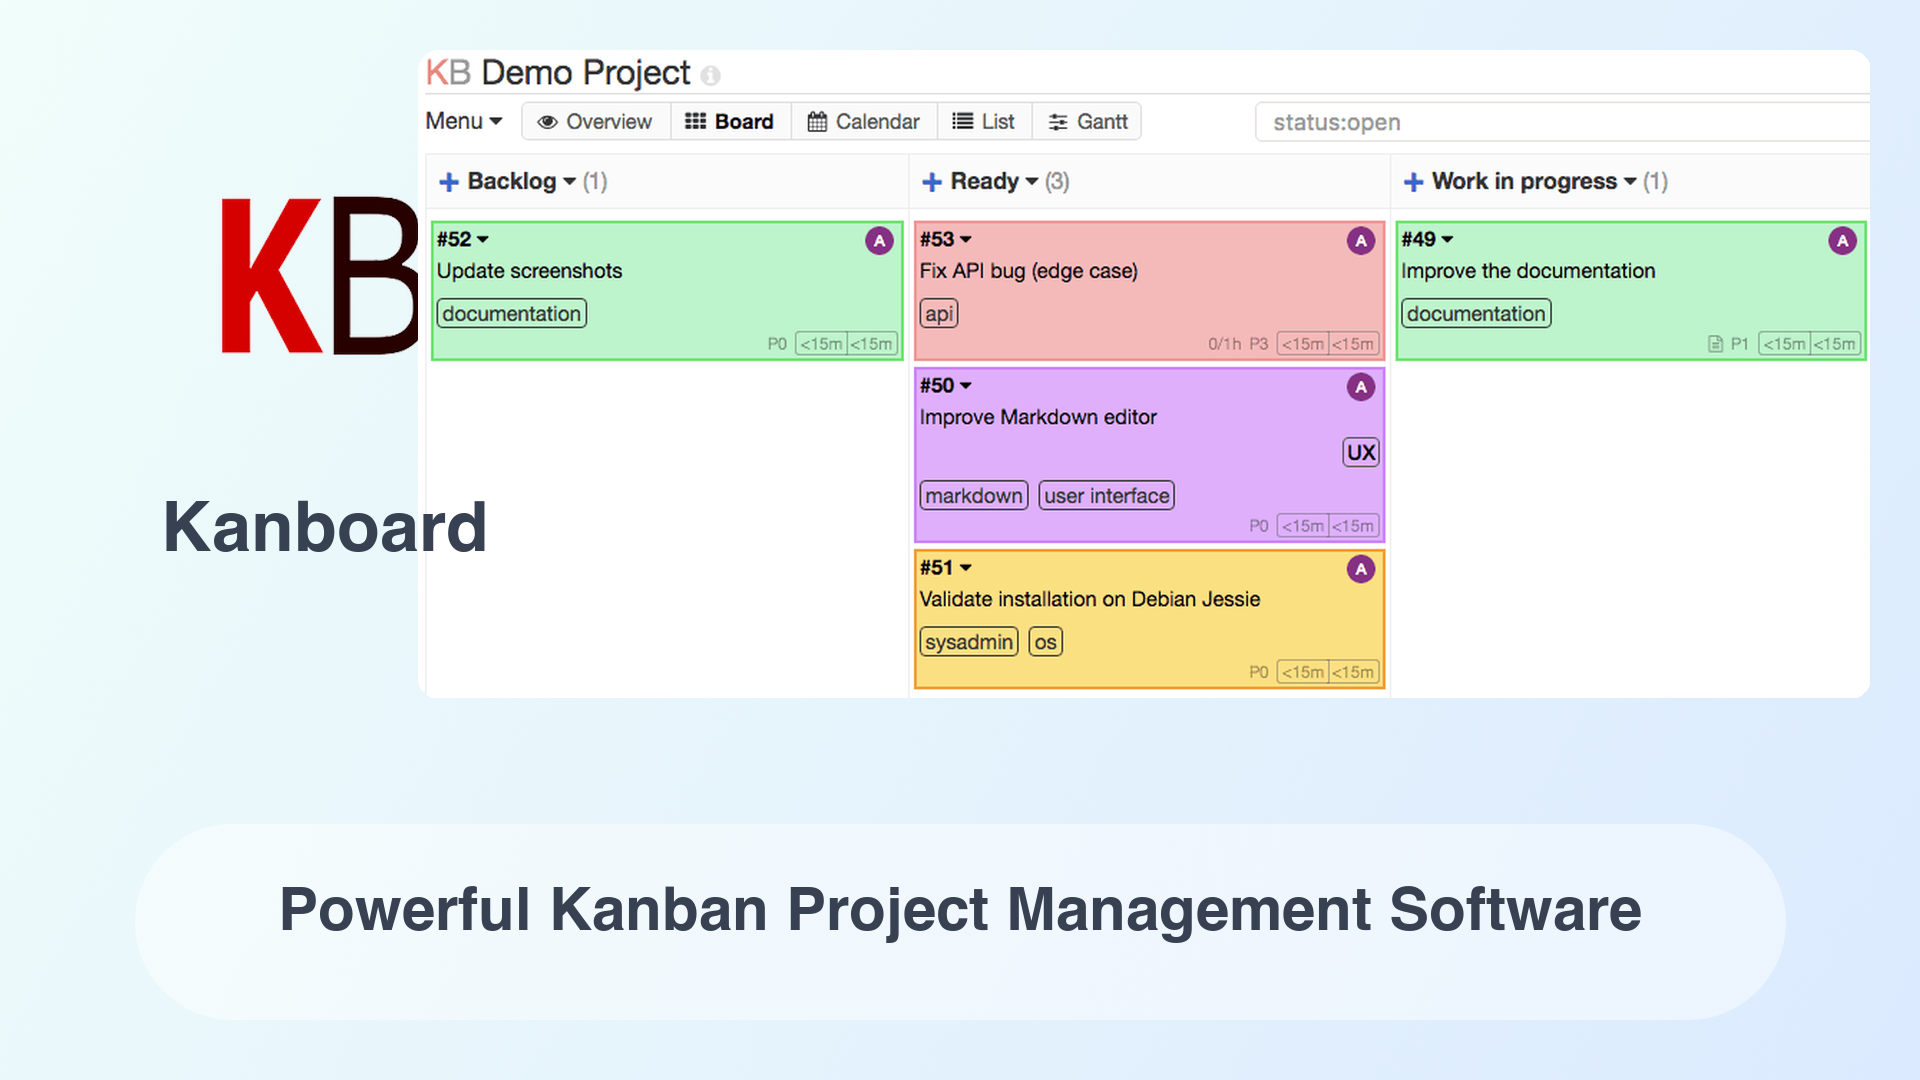 KB Demo Project
Menu Overview Board Calendar List Gantt status:open
Backlog (1)
#52 A
Update screenshots
documentation
P0 <15m <15m
Ready (3)
#53 A
Fix API bug (edge case)
api
0/1h P3 <15m <15m
#50 A
Improve Markdown editor
UX
markdown user interface
P0 <15m <15m
#51 A
Validate installation on Debian Jessie
sysadmin os
P0 <15m <15m
Work in progress (1)
#49 A
Improve the documentation
documentation
P1 <15m <15m
KB
Kanboard
Powerful Kanban Project Management Software